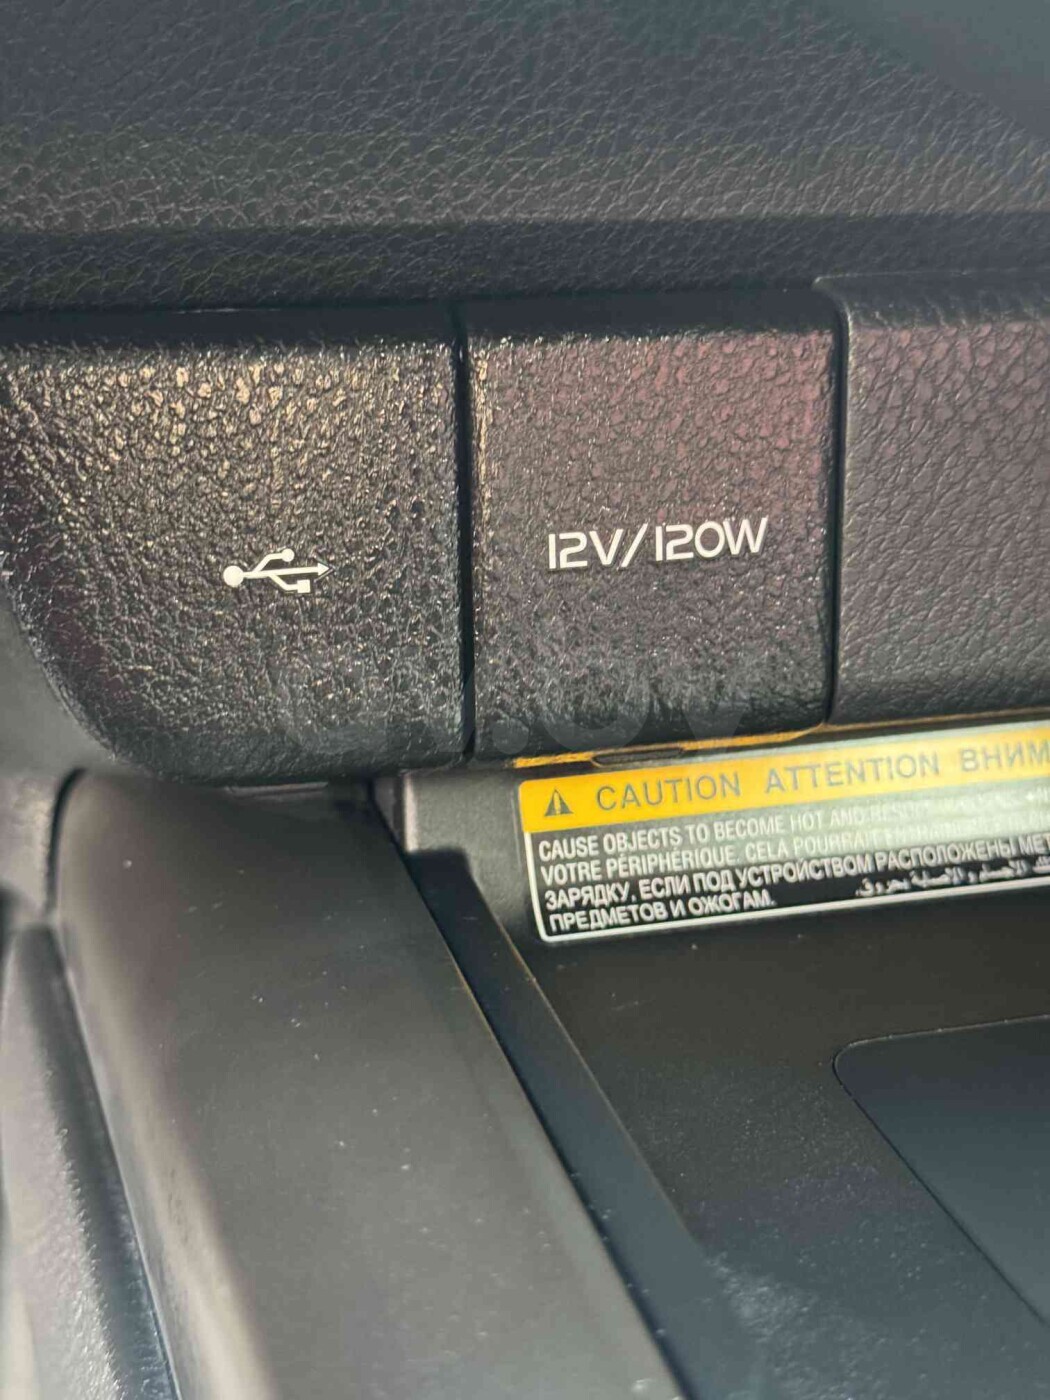 12V/120W
CAUTION ATTENTION ВНИМ
CAUSE OBJECTS TO BECOME HOT AND
VOTRE PÉRIPHÉRIQUE. CELA POURRAIT
ЗАРЯДКУ, ЕСЛИ ПОД УСТРОЙСТВОМ РАСПОЛОЖЕНЫ МЕТ
ПРЕДМЕТОВ И ОЖОГАМ.